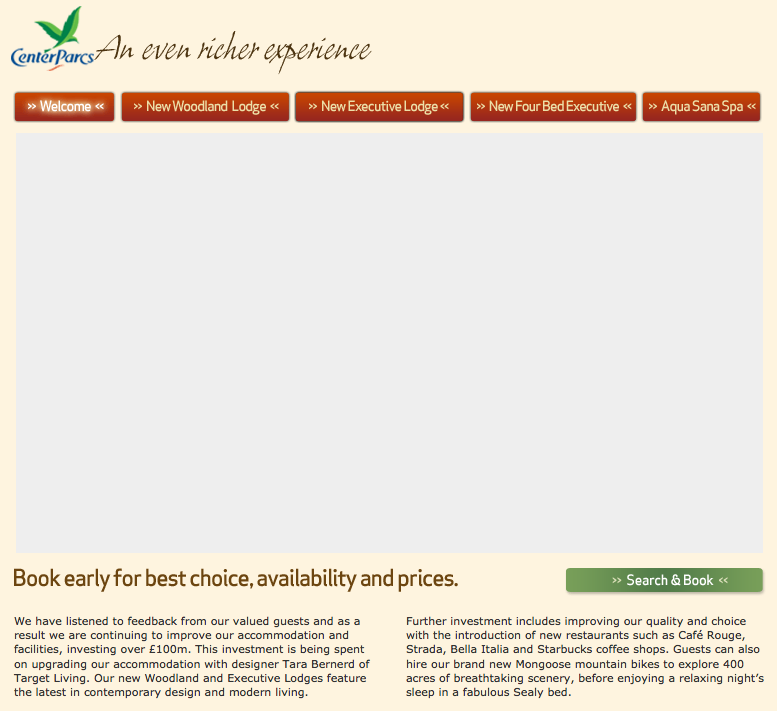 CenterParcs An even richer experience
›› Welcome ‹‹ ›› New Woodland Lodge ‹‹ ›› New Executive Lodge ‹‹ ›› New Four Bed Executive ‹‹ ›› Aqua Sana Spa ‹‹
Book early for best choice, availability and prices.
›› Search & Book ‹‹
We have listened to feedback from our valued guests and as a
result we are continuing to improve our accommodation and
facilities, investing over £100m. This investment is being spent
on upgrading our accommodation with designer Tara Bernerd of
Target Living. Our new Woodland and Executive Lodges feature
the latest in contemporary design and modern living.
Further investment includes improving our quality and choice
with the introduction of new restaurants such as Café Rouge,
Strada, Bella Italia and Starbucks coffee shops. Guests can also
hire our brand new Mongoose mountain bikes to explore 400
acres of breathtaking scenery, before enjoying a relaxing night's
sleep in a fabulous Sealy bed.